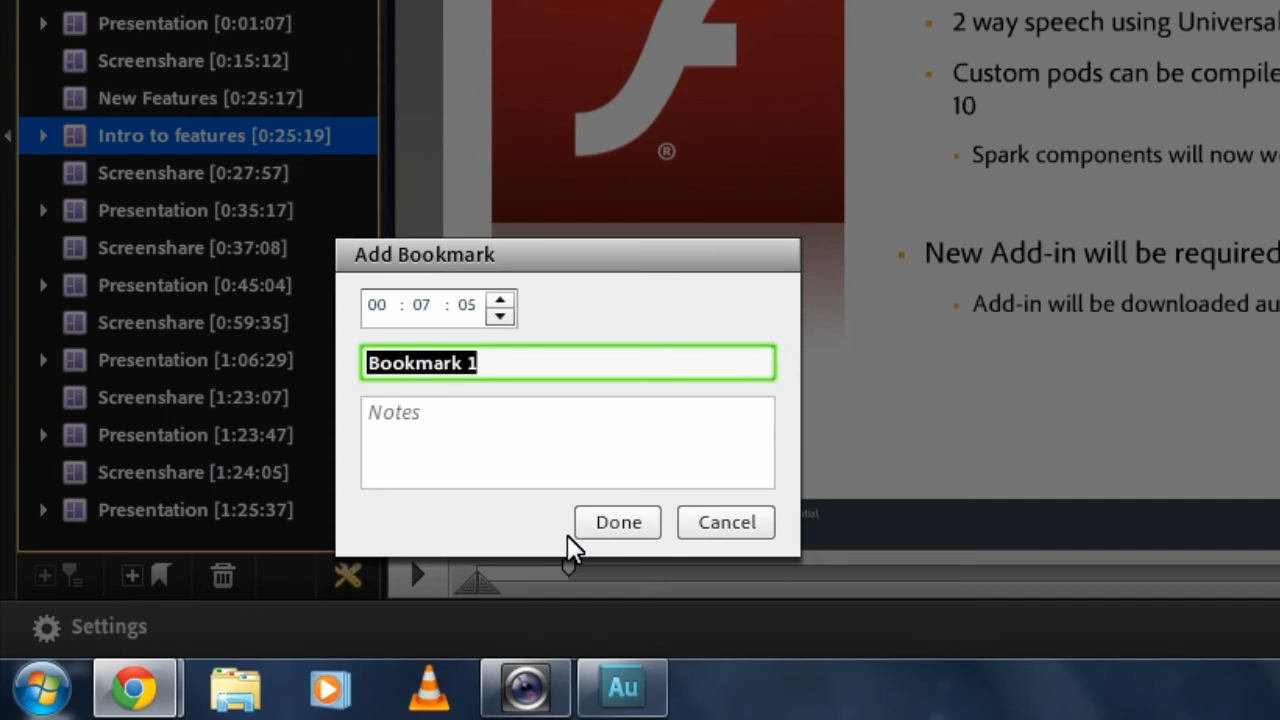 Presentation [0:01:07]
Screenshare [0:15:12]
New Features [0:25:17]
Intro to features [0:25:19]
Screenshare [0:27:57]
Presentation [0:35:17]
Screenshare [0:37:08]
Presentation [0:45:04]
Screenshare [0:59:35]
Presentation [1:06:29]
Screenshare [1:23:07]
Presentation [1:23:47]
Screenshare [1:24:05]
Presentation [1:25:37]
Settings
®
2 way speech using Universal
Custom pods can be compile
10
Spark components will now w
New Add-in will be required
Add-in will be downloaded au
Add Bookmark
00 : 07 : 05
Bookmark 1
Notes
Done
Cancel
Au